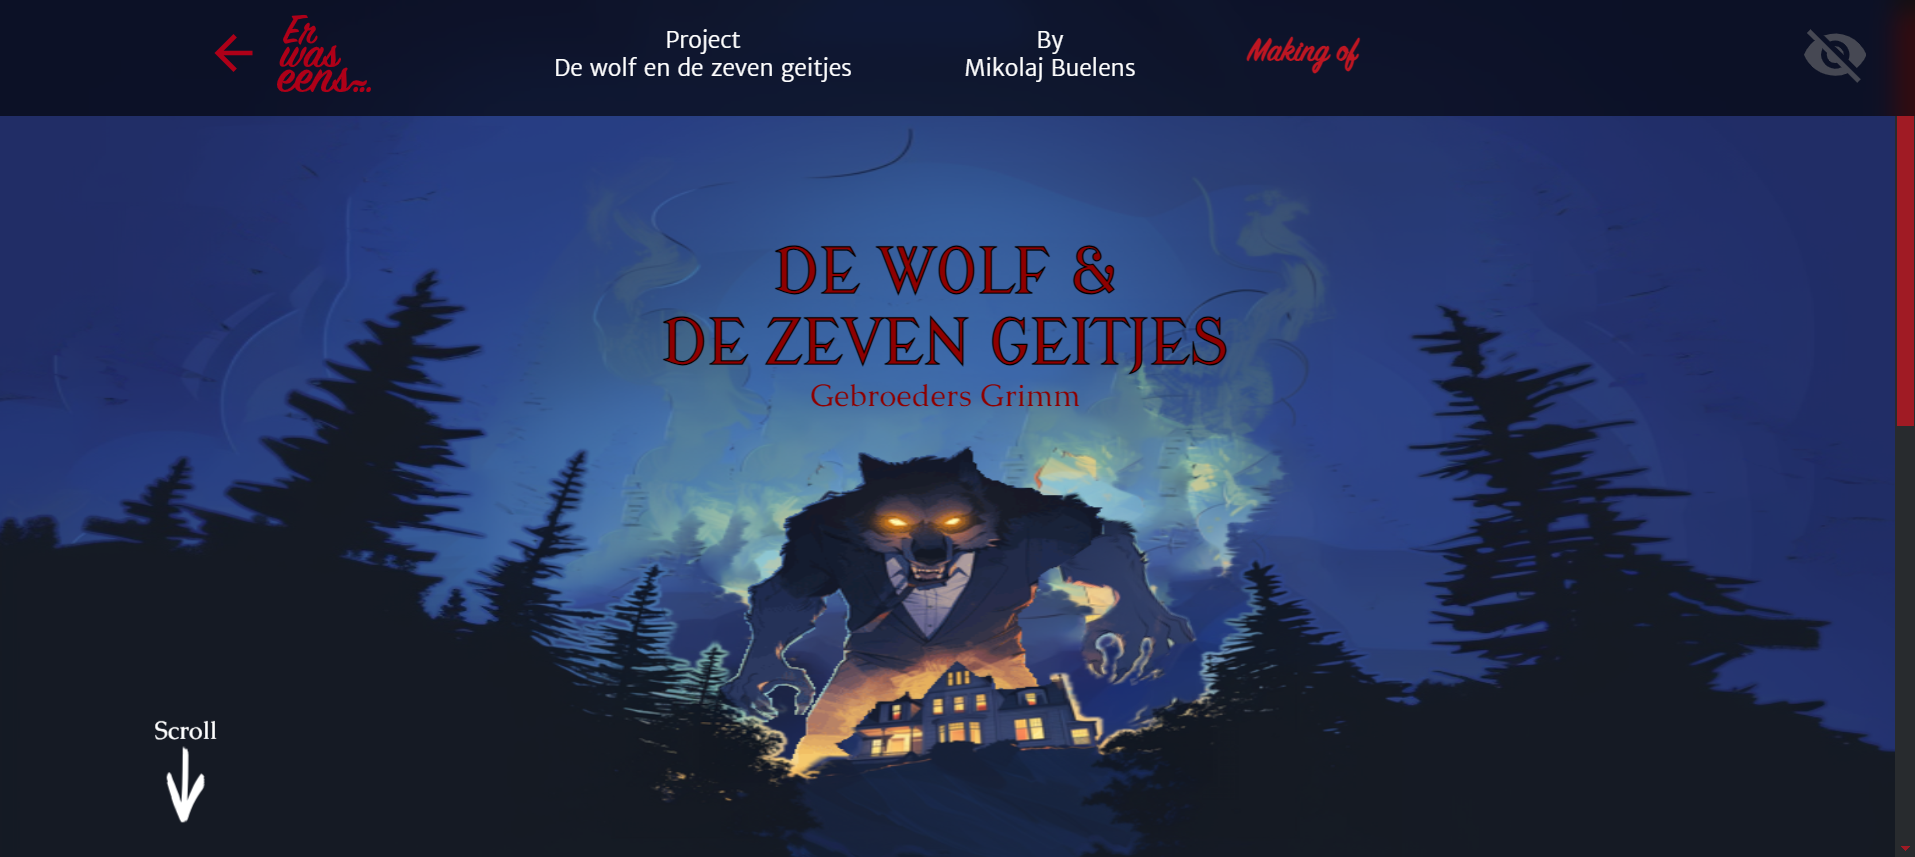 Er
was
eens...
Project
De wolf en de zeven geitjes
By
Mikolaj Buelens
Making of
DE WOLF &
DE ZEVEN GEITJES
Gebroeders Grimm
Scroll